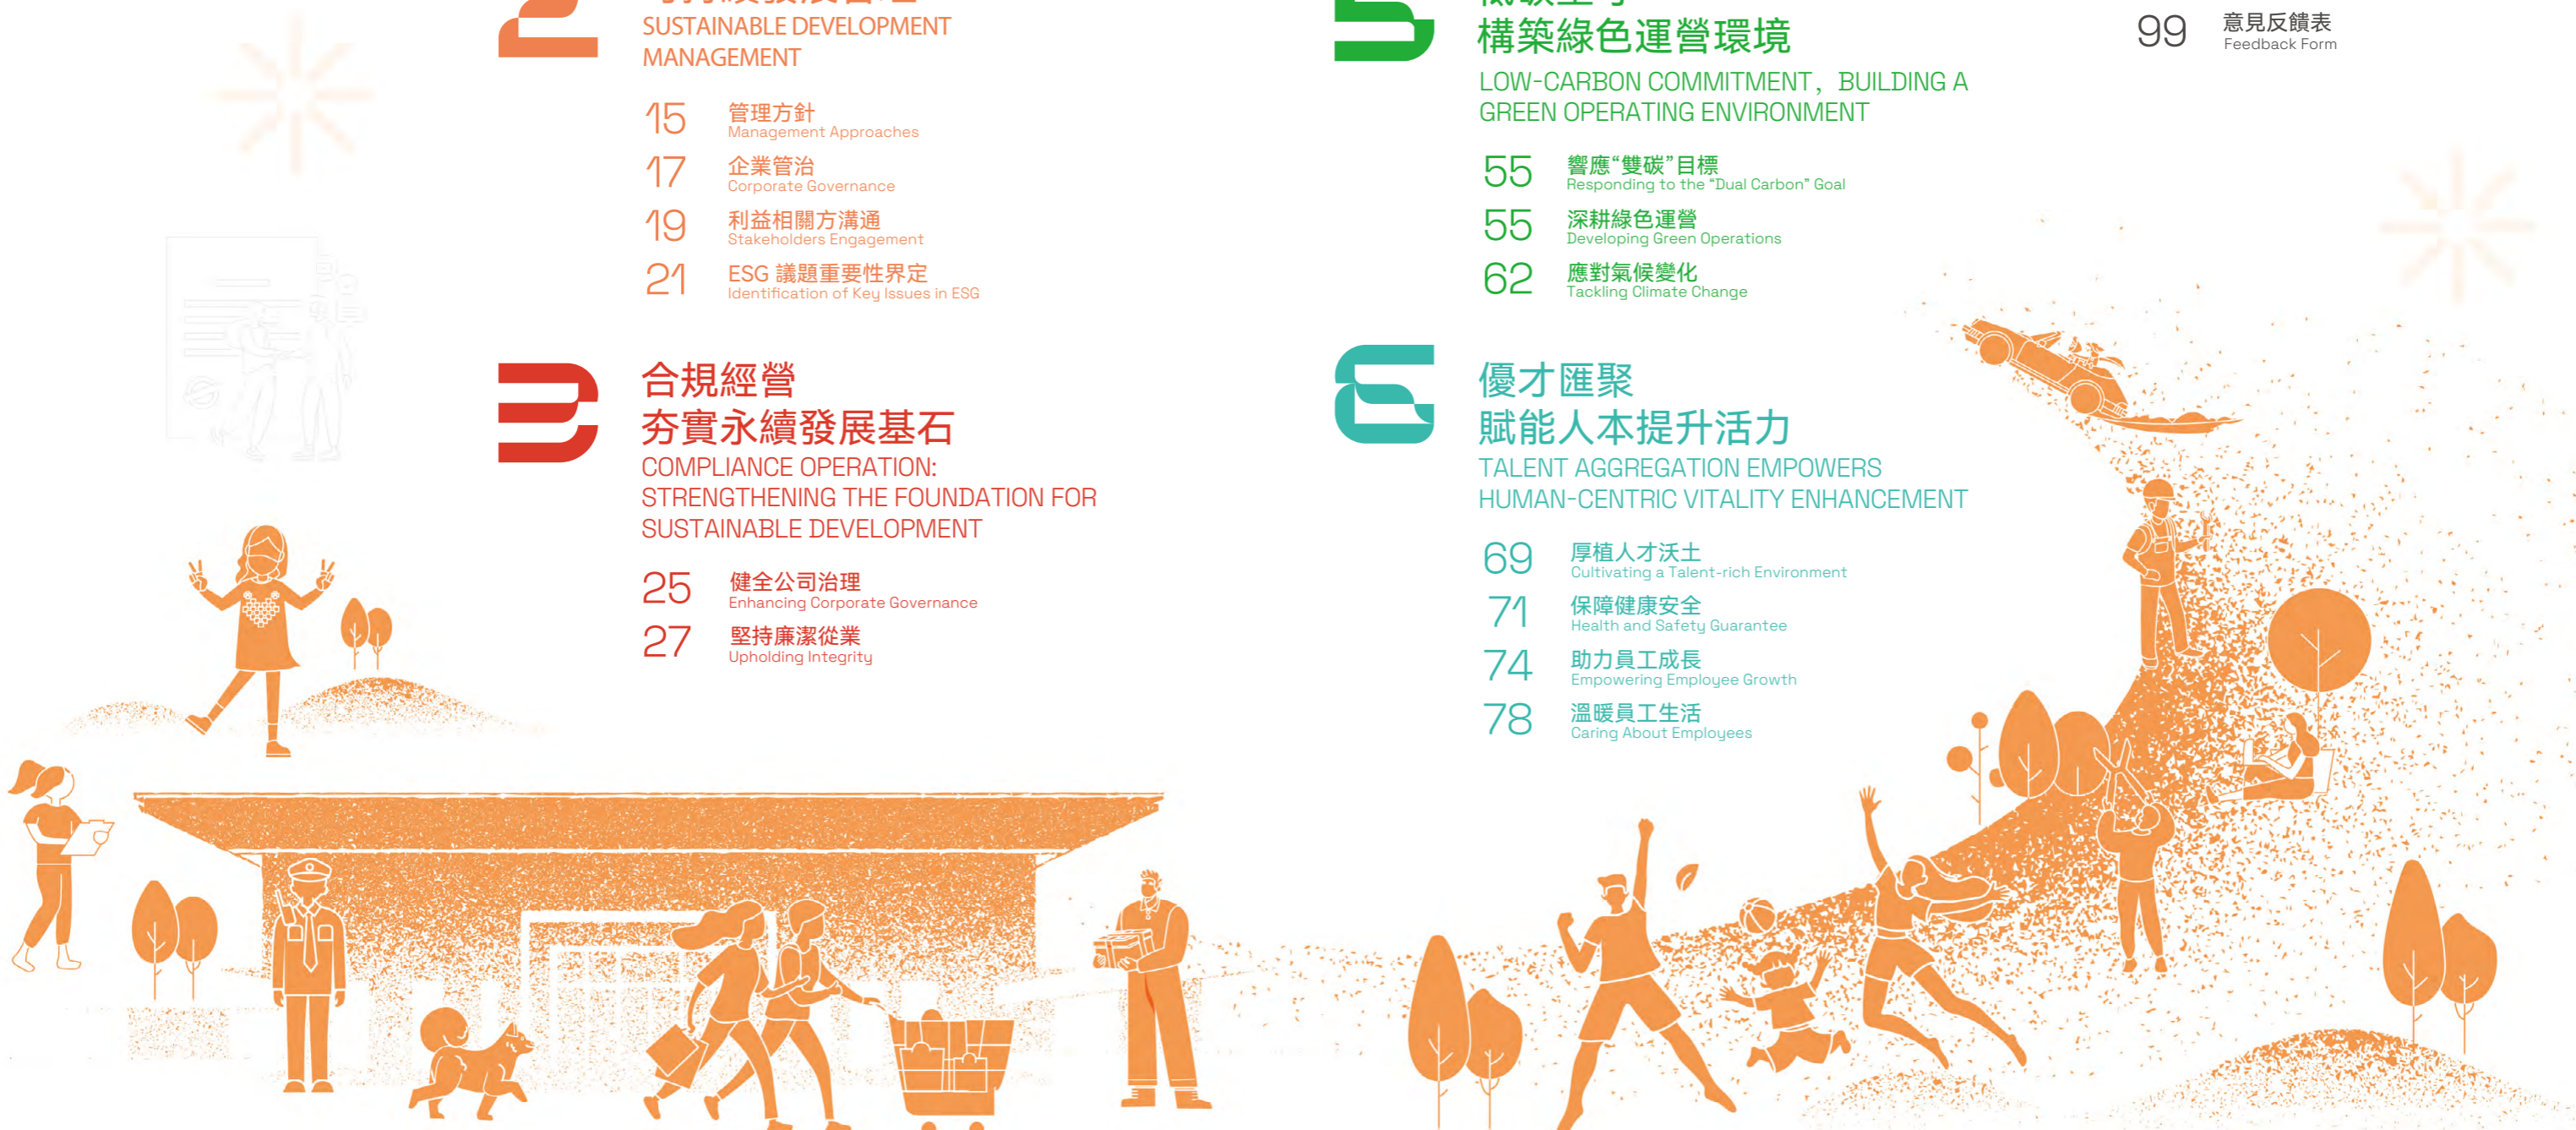 2
SUSTAINABLE DEVELOPMENT
MANAGEMENT
15 管理方針
Management Approaches
17 企業管治
Corporate Governance
19 利益相關方溝通
Stakeholders Engagement
21 ESG 議題重要性界定
Identification of Key Issues in ESG
3
合規經營
夯實永續發展基石
COMPLIANCE OPERATION:
STRENGTHENING THE FOUNDATION FOR
SUSTAINABLE DEVELOPMENT
25 健全公司治理
Enhancing Corporate Governance
27 堅持廉潔從業
Upholding Integrity
5
構築綠色運營環境
LOW-CARBON COMMITMENT，BUILDING A
GREEN OPERATING ENVIRONMENT
55 響應“雙碳”目標
Responding to the “Dual Carbon” Goal
55 深耕綠色運營
Developing Green Operations
62 應對氣候變化
Tackling Climate Change
6
優才匯聚
賦能人本提升活力
TALENT AGGREGATION EMPOWERS
HUMAN-CENTRIC VITALITY ENHANCEMENT
69 厚植人才沃土
Cultivating a Talent-rich Environment
71 保障健康安全
Health and Safety Guarantee
74 助力員工成長
Empowering Employee Growth
78 溫暖員工生活
Caring About Employees
99 意見反饋表
Feedback Form